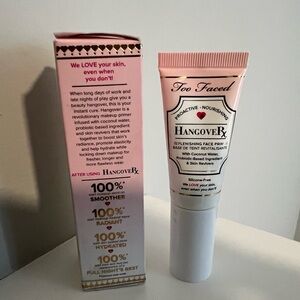 We LOVE your skin,
even when
you don't!
When long days of work and
late nights of play give you a
beauty hangover, this is your
instant cure. Hangover is a
revolutionary makeup primer
infused with coconut water,
probiotic-based ingredient
and skin revivers that work
together to boost skin's
radiance, promote elasticity
and help hydrate while
locking down makeup for
fresher, longer and
more flawless wear.
AFTER USING HANGOVERRx
100%*
SMOOTHER
100%*
RADIANT
100%*
HYDRATED
100%*
FULL NIGHT'S REST
Too Faced
PROACTIVE • NOURISHING
HANGOVERRx
REPLENISHING FACE PRIMER
BASE DE TEINT REVITALISANTE
with Coconut Water,
Probiotic-Based Ingredient
& Skin Revivers
Silicone-Free
We LOVE your skin,
even when you don't!